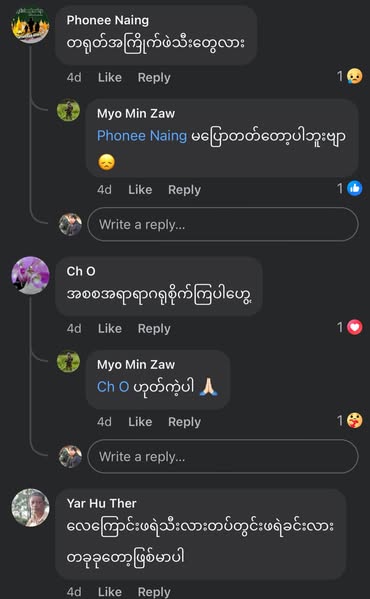 Phonee Naing
တရုတ်အကြိုက်ဖဲသီးတွေလား
4d Like Reply 1
Myo Min Zaw
Phonee Naing မပြောတတ်တော့ပါဘူးဗျာ
4d Like Reply 1
Write a reply...
Ch O
အစစအရာရာဂရုစိုက်ကြပါဟွေ့
4d Like Reply 1
Myo Min Zaw
Ch O ဟုတ်ကဲ့ပါ 🙏🏻
4d Like Reply 1
Write a reply...
Yar Hu Ther
လေကြောင်းဖရဲသီးလားတပ်တွင်းဖရဲခင်းလား
တခုခုတော့ဖြစ်မာပါ
4d Like Reply